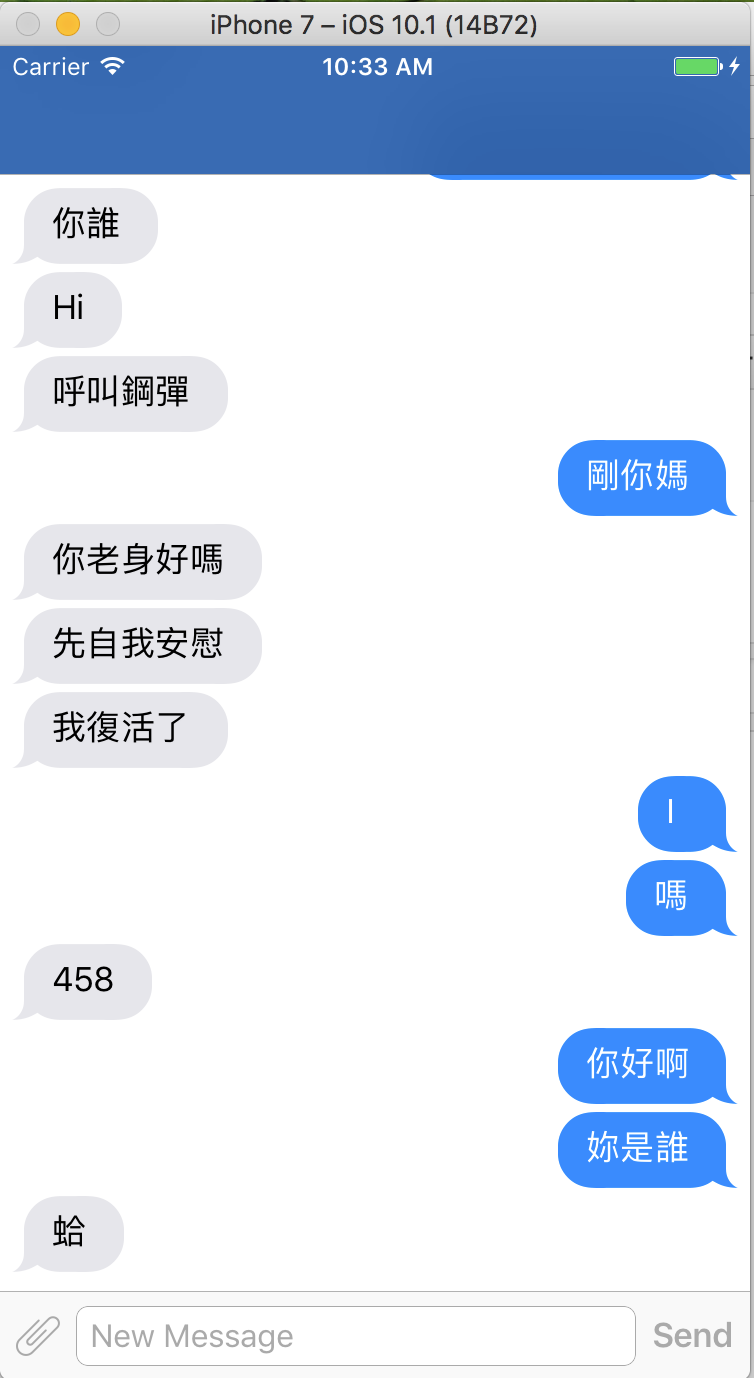 iPhone 7 – iOS 10.1 (14B72)
Carrier 10:33 AM
你誰
Hi
呼叫鋼彈
剛你媽
你老身好嗎
先自我安慰
我復活了
l
嗎
458
你好啊
妳是誰
蛤
New Message Send